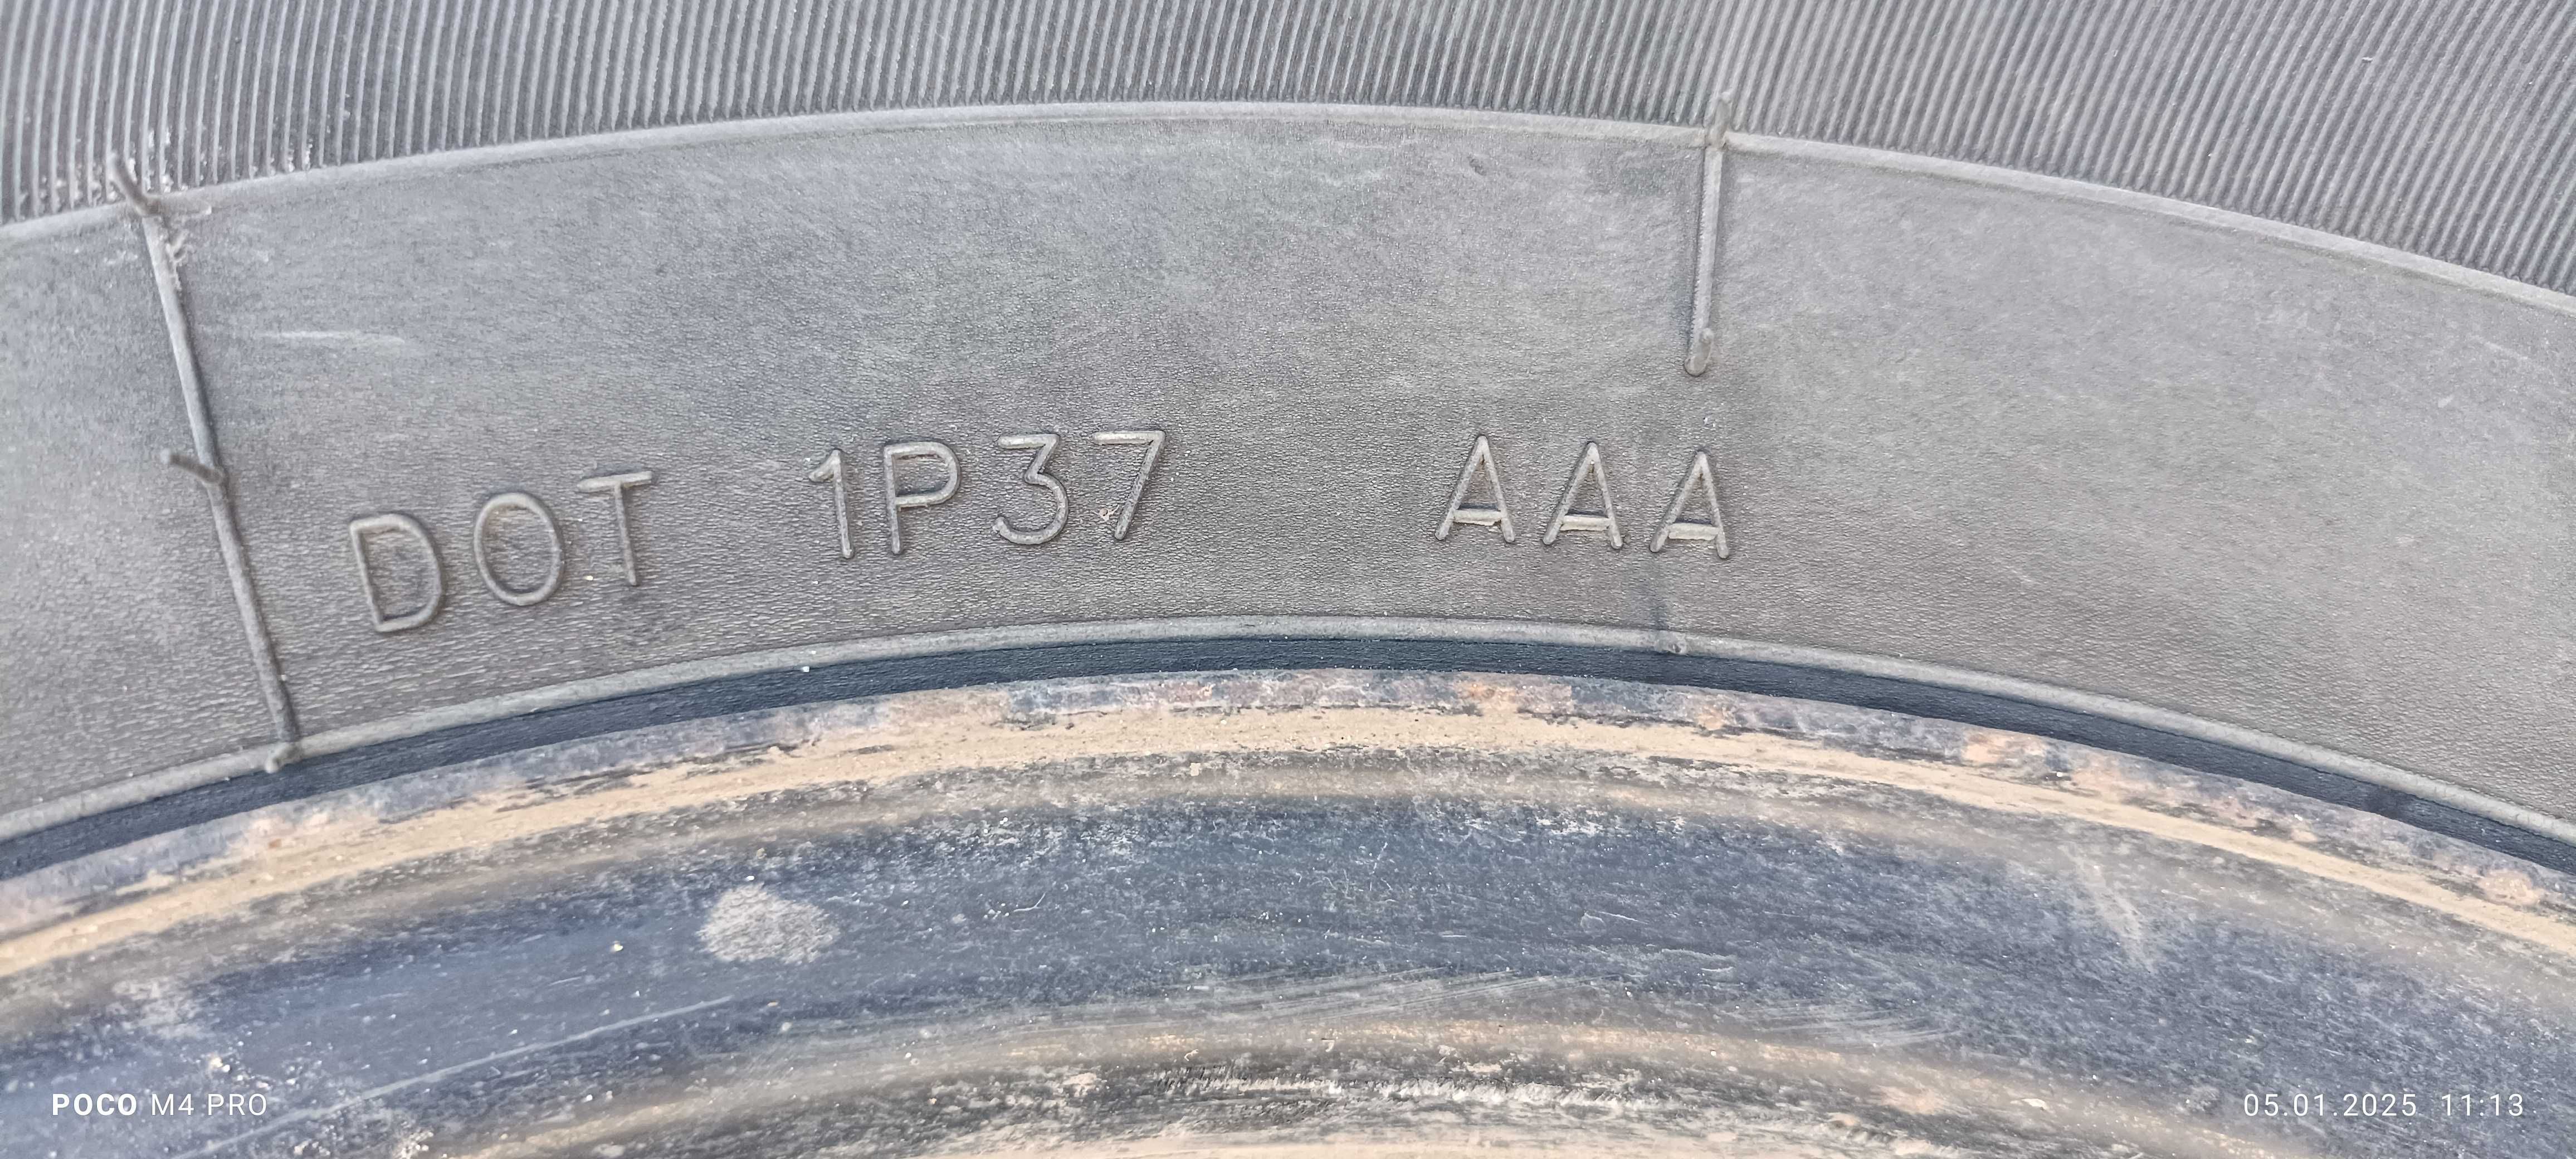 DOT 1P37 AAA
POCO M4 PRO
05.01.2025 11:13